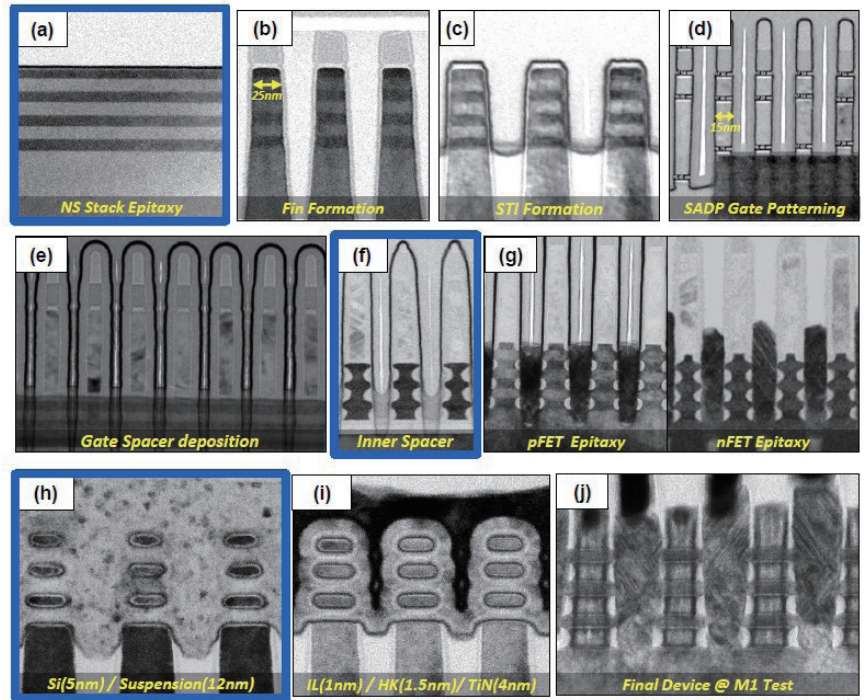 (a)
NS Stack Epitaxy
(b)
25nm
Fin Formation
(c)
STI Formation
(d)
15nm
SADP Gate Patterning
(e)
Gate Spacer deposition
(f)
Inner Spacer
(g)
pFET Epitaxy
nFET Epitaxy
(h)
Si(5nm) / Suspension(12nm)
(i)
IL(1nm) / HK(1.5nm)/ TiN(4nm)
(j)
Final Device @ M1 Test